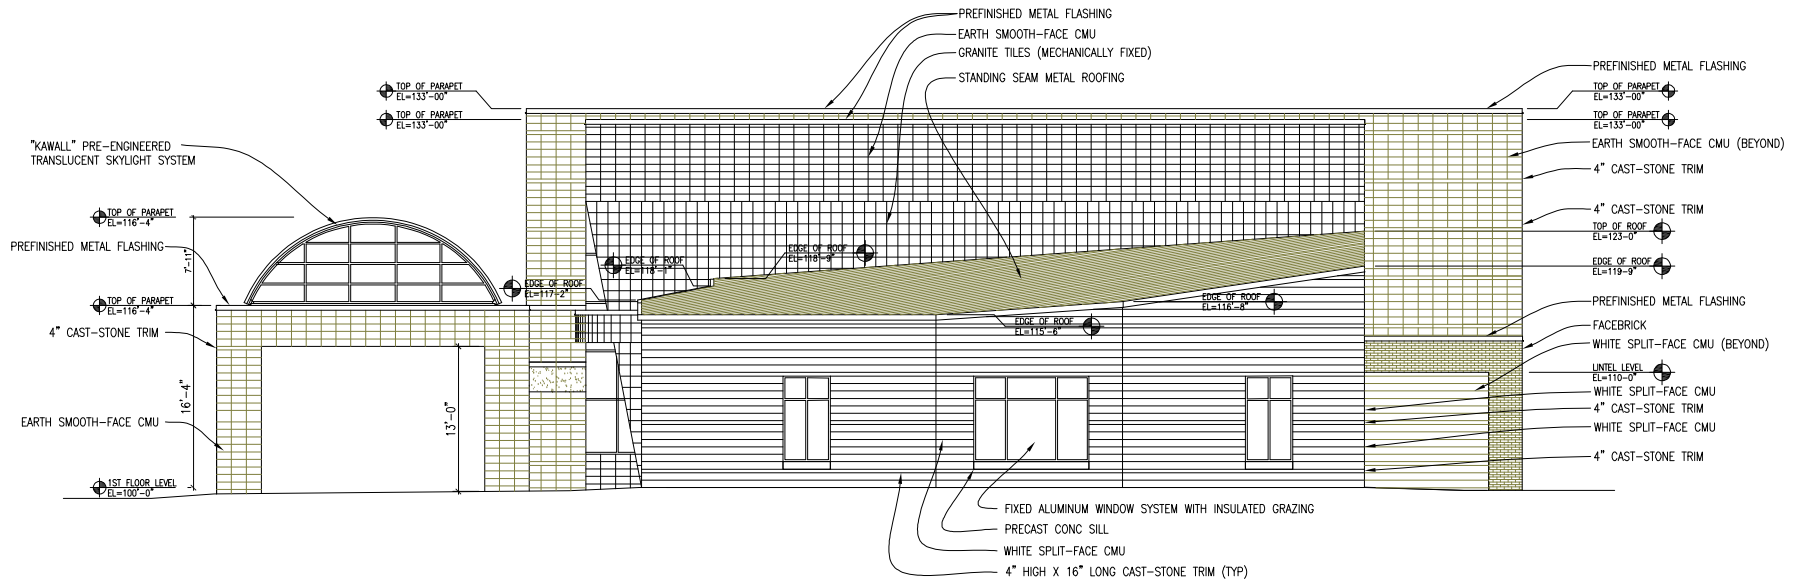 PREFINISHED METAL FLASHING
EARTH SMOOTH-FACE CMU
GRANITE TILES (MECHANICALLY FIXED)
STANDING SEAM METAL ROOFING
TOP OF PARAPET
EL=133'-00"
TOP OF PARAPET
EL=133'-00"
"KAWALL" PRE-ENGINEERED
TRANSLUCENT SKYLIGHT SYSTEM
TOP OF PARAPET
EL=116'-4"
PREFINISHED METAL FLASHING
7'-11"
TOP OF PARAPET
EL=116'-4"
4" CAST-STONE TRIM
16'-4"
13'-0"
EARTH SMOOTH-FACE CMU
1ST FLOOR LEVEL
EL=100'-0"
EDGE OF ROOF
EL=117'-2"
EDGE OF ROOF
EL=118'-1"
EDGE OF ROOF
EL=118'-9"
EDGE OF ROOF
EL=115'-6"
EDGE OF ROOF
EL=116'-8"
PREFINISHED METAL FLASHING
TOP OF PARAPET
EL=133'-00"
TOP OF PARAPET
EL=133'-00"
EARTH SMOOTH-FACE CMU (BEYOND)
4" CAST-STONE TRIM
4" CAST-STONE TRIM
TOP OF ROOF
EL=123-0"
EDGE OF ROOF
EL=119-9"
PREFINISHED METAL FLASHING
FACEBRICK
WHITE SPLIT-FACE CMU (BEYOND)
LINTEL LEVEL
EL=110-0"
WHITE SPLIT-FACE CMU
4" CAST-STONE TRIM
WHITE SPLIT-FACE CMU
4" CAST-STONE TRIM
FIXED ALUMINUM WINDOW SYSTEM WITH INSULATED GRAZING
PRECAST CONC SILL
WHITE SPLIT-FACE CMU
4" HIGH X 16" LONG CAST-STONE TRIM (TYP)